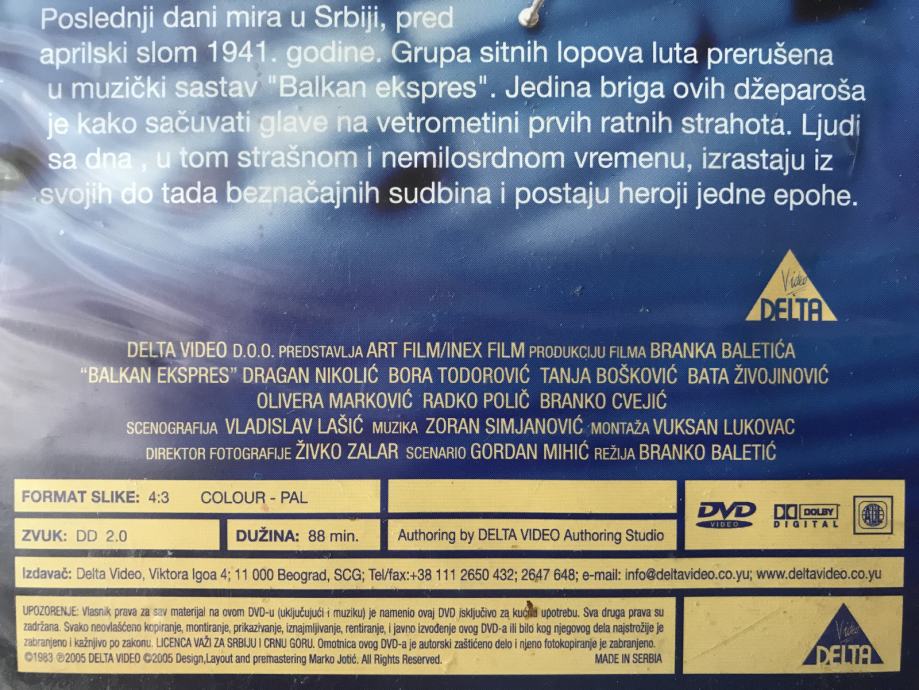 Poslednji dani mira u Srbiji, pred
aprilski slom 1941. godine. Grupa sitnih lopova luta prerušena
u muzički sastav "Balkan ekspres". Jedina briga ovih džeparoša
je kako sačuvati glave na vetrometini prvih ratnih strahota. Ljudi
sa dna , u tom strašnom i nemilosrdnom vremenu, izrastaju iz
svojih do tada beznačajnih sudbina i postaju heroji jedne epohe.
Video
DELTA
DELTA VIDEO D.O.O. PREDSTAVLJA ART FILM/INEX FILM PRODUKCIJU FILMA BRANKA BALETIĆA
“BALKAN EKSPRES” DRAGAN NIKOLIĆ BORA TODOROVIĆ TANJA BOŠKOVIĆ BATA ŽIVOJINOVIĆ
OLIVERA MARKOVIĆ RADKO POLIČ BRANKO CVEJIĆ
SCENOGRAFIJA VLADISLAV LAŠIĆ MUZIKA ZORAN SIMJANOVIĆ MONTAŽA VUKSAN LUKOVAC
DIREKTOR FOTOGRAFIJE ŽIVKO ZALAR SCENARIO GORDAN MIHIĆ REŽIJA BRANKO BALETIĆ
FORMAT SLIKE: 4:3 COLOUR - PAL
ZVUK: DD 2.0 DUŽINA: 88 min. Authoring by DELTA VIDEO Authoring Studio
DVD VIDEO DOLBY DIGITAL
Izdavač: Delta Video, Viktora Igoa 4; 11 000 Beograd, SCG; Tel/fax:+38 111 2650 432; 2647 648; e-mail: info@deltavideo.co.yu; www.deltavideo.co.yu
UPOZORENJE: Vlasnik prava za sav materijal na ovom DVD-u (uključujući i muziku) je namenio ovaj DVD isključivo za kućnu upotrebu. Sva druga prava su
zadržana. Svako neovlašćeno kopiranje, montiranje, prikazivanje, iznajmljivanje, rentiranje, i javno izvođenje ovog DVD-a ili bilo kog njegovog dela najstrožije je
zabranjeno i kažnjivo po zakonu. LICENCA VAŽI ZA SRBIJU I CRNU GORU. Omotnica ovog DVD-a je autorski zaštićeno delo i njeno fotokopiranje je zabranjeno.
©1983 ℗2005 DELTA VIDEO ©2005 Design,Layout and premastering Marko Jotić. All Rights Reserved. MADE IN SERBIA
Video
DELTA